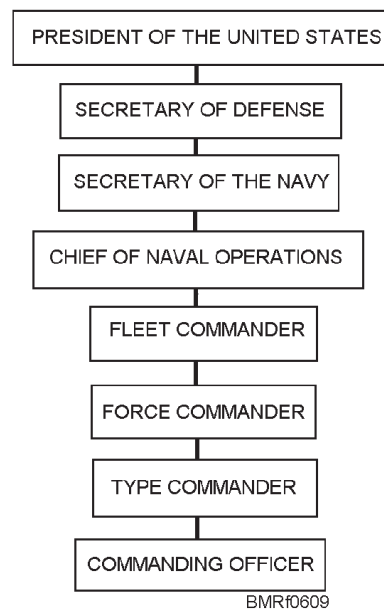 PRESIDENT OF THE UNITED STATES
SECRETARY OF DEFENSE
SECRETARY OF THE NAVY
CHIEF OF NAVAL OPERATIONS
FLEET COMMANDER
FORCE COMMANDER
TYPE COMMANDER
COMMANDING OFFICER
BMRf0609